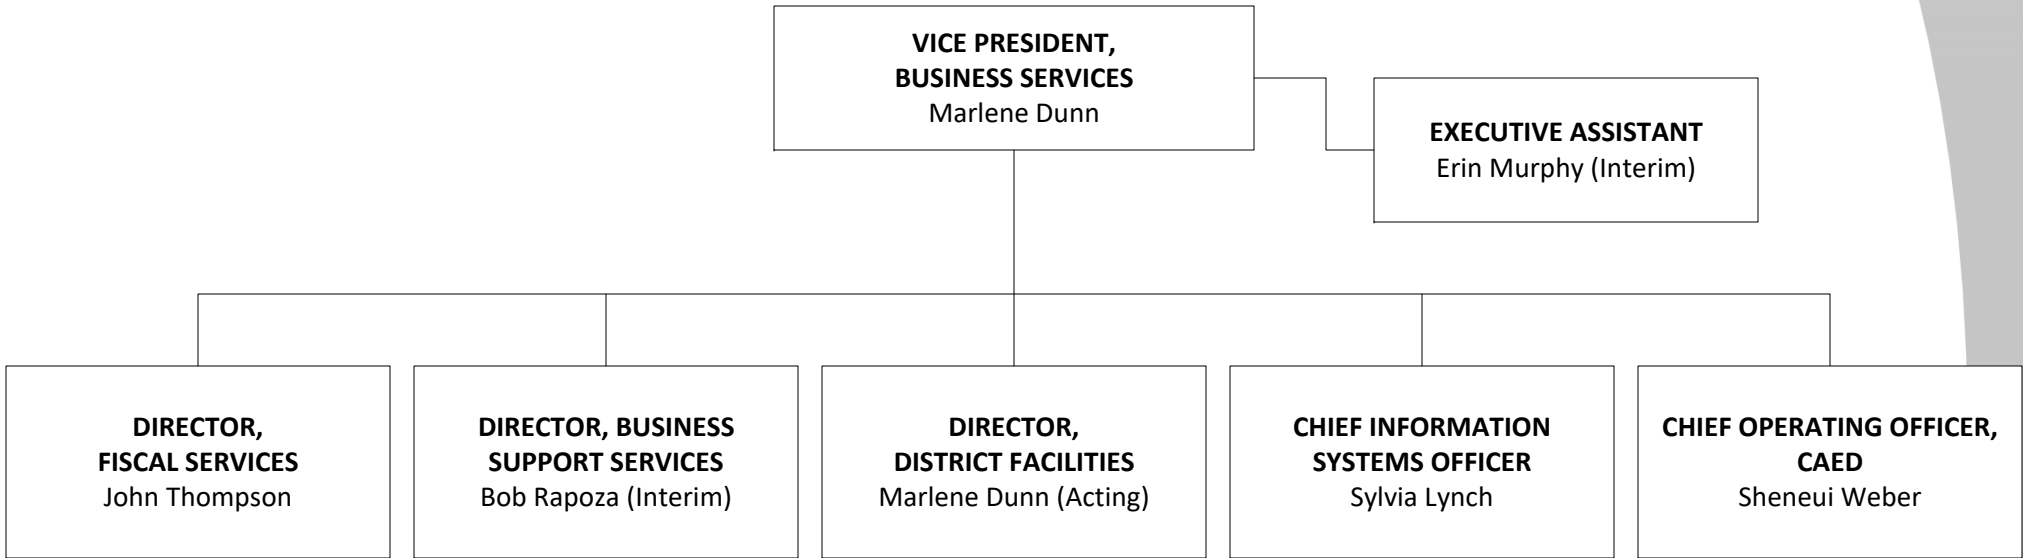 VICE PRESIDENT,
BUSINESS SERVICES
Marlene Dunn
EXECUTIVE ASSISTANT
Erin Murphy (Interim)
DIRECTOR,
FISCAL SERVICES
John Thompson
DIRECTOR, BUSINESS
SUPPORT SERVICES
Bob Rapoza (Interim)
DIRECTOR,
DISTRICT FACILITIES
Marlene Dunn (Acting)
CHIEF INFORMATION
SYSTEMS OFFICER
Sylvia Lynch
CHIEF OPERATING OFFICER,
CAED
Sheneui Weber